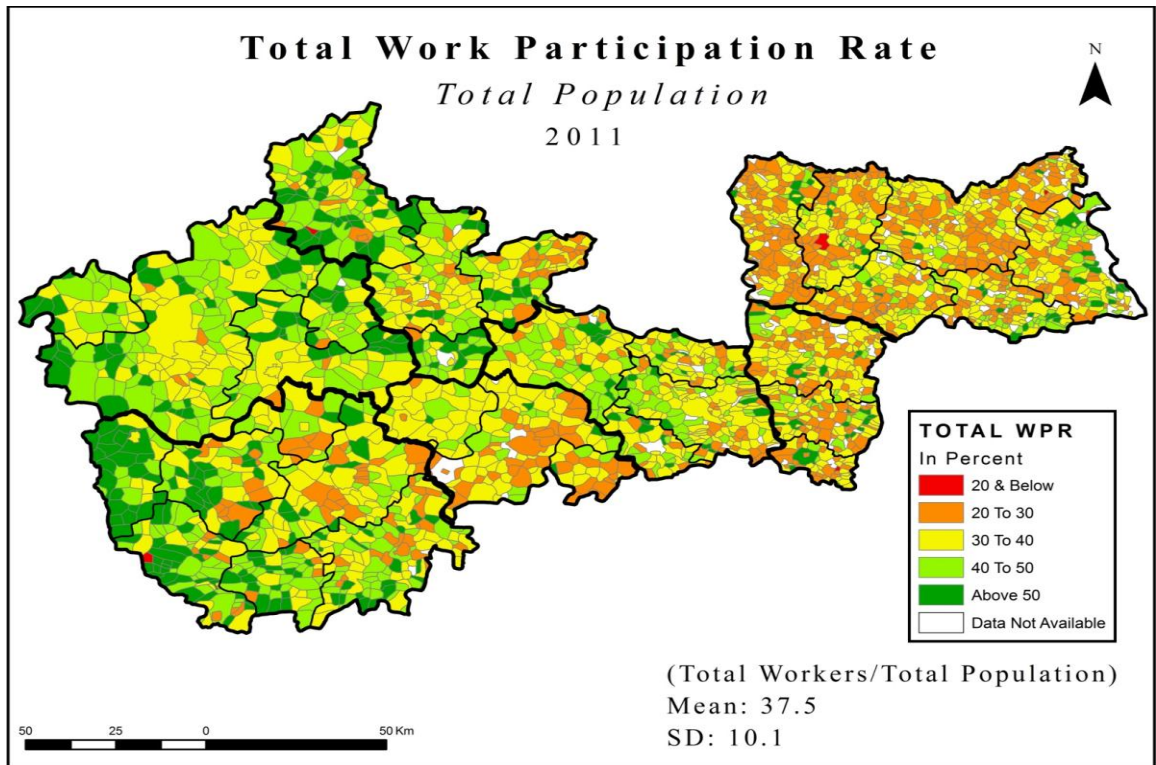 Total Work Participation Rate
Total Population
2011
N
TOTAL WPR
In Percent
20 & Below
20 To 30
30 To 40
40 To 50
Above 50
Data Not Available
(Total Workers/Total Population)
Mean: 37.5
SD: 10.1
50 25 0 50 Km